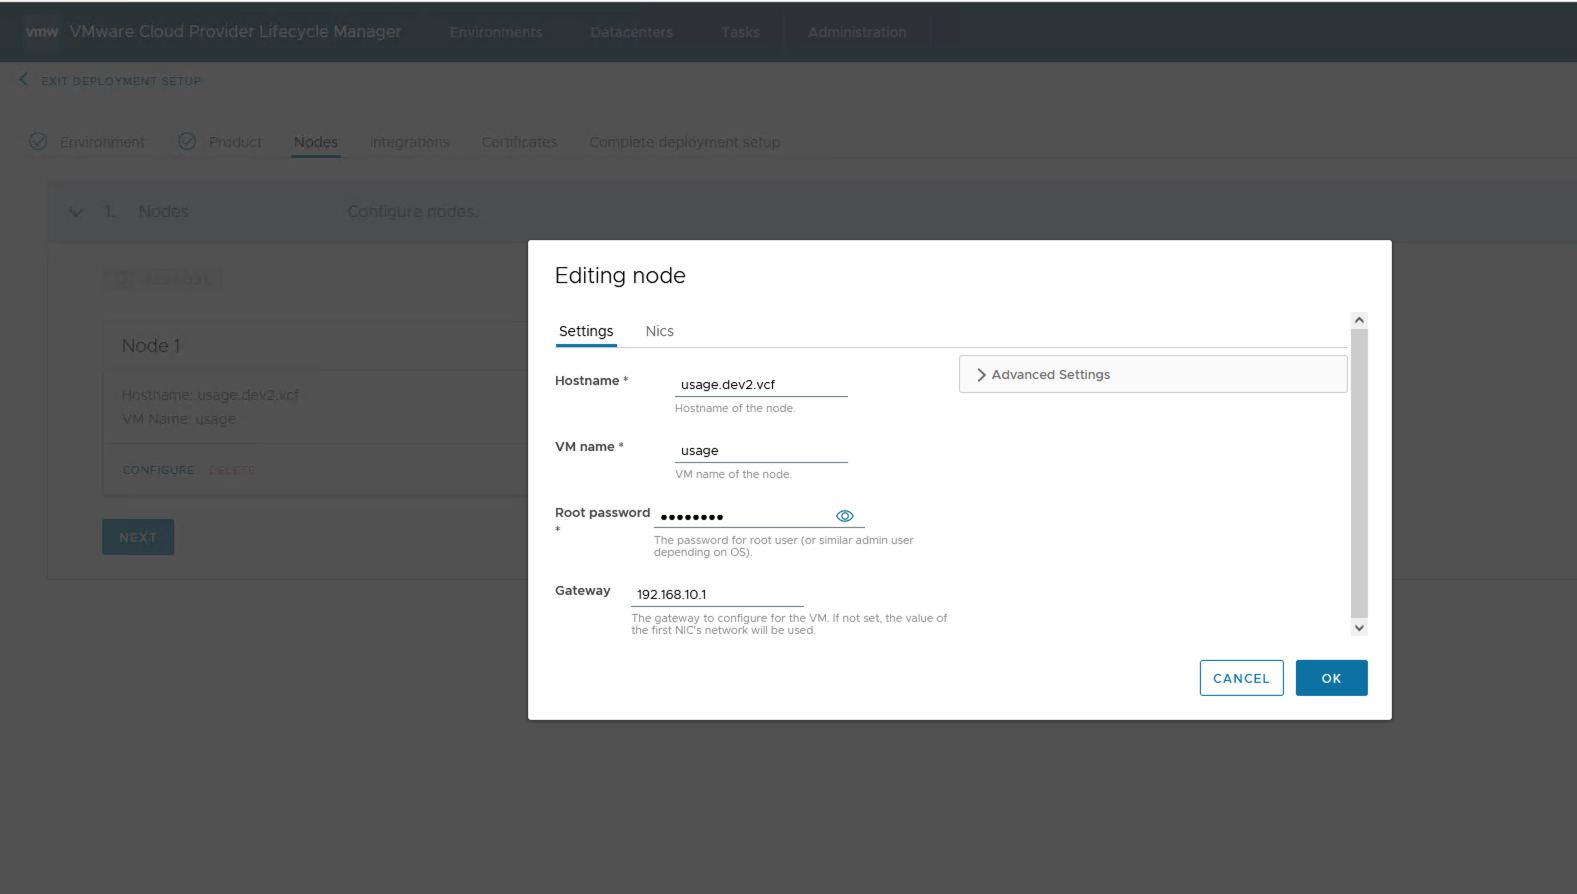 vmw VMware Cloud Provider Lifecycle Manager Environments Datacenters Tasks Administration
EXIT DEPLOYMENT SETUP
Environment Product Nodes Integrations Certificates Complete deployment setup
1. Nodes Configure nodes.
Node 1
Hostname: usage.dev2.vcf
VM Name: usage
CONFIGURE DELETE
NEXT
Editing node
Settings Nics
Advanced Settings
Hostname * usage.dev2.vcf
Hostname of the node.
VM name * usage
VM name of the node.
Root password * ••••••••
The password for root user (or similar admin user
depending on OS).
Gateway 192.168.10.1
The gateway to configure for the VM. If not set, the value of
the first NIC's network will be used.
CANCEL OK